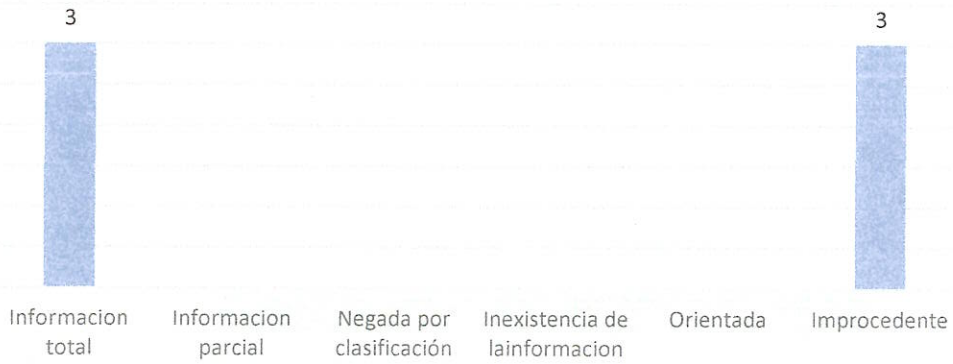 3
3
Informacion total
Informacion parcial
Negada por clasificación
Inexistencia de lainformacion
Orientada
Improcedente